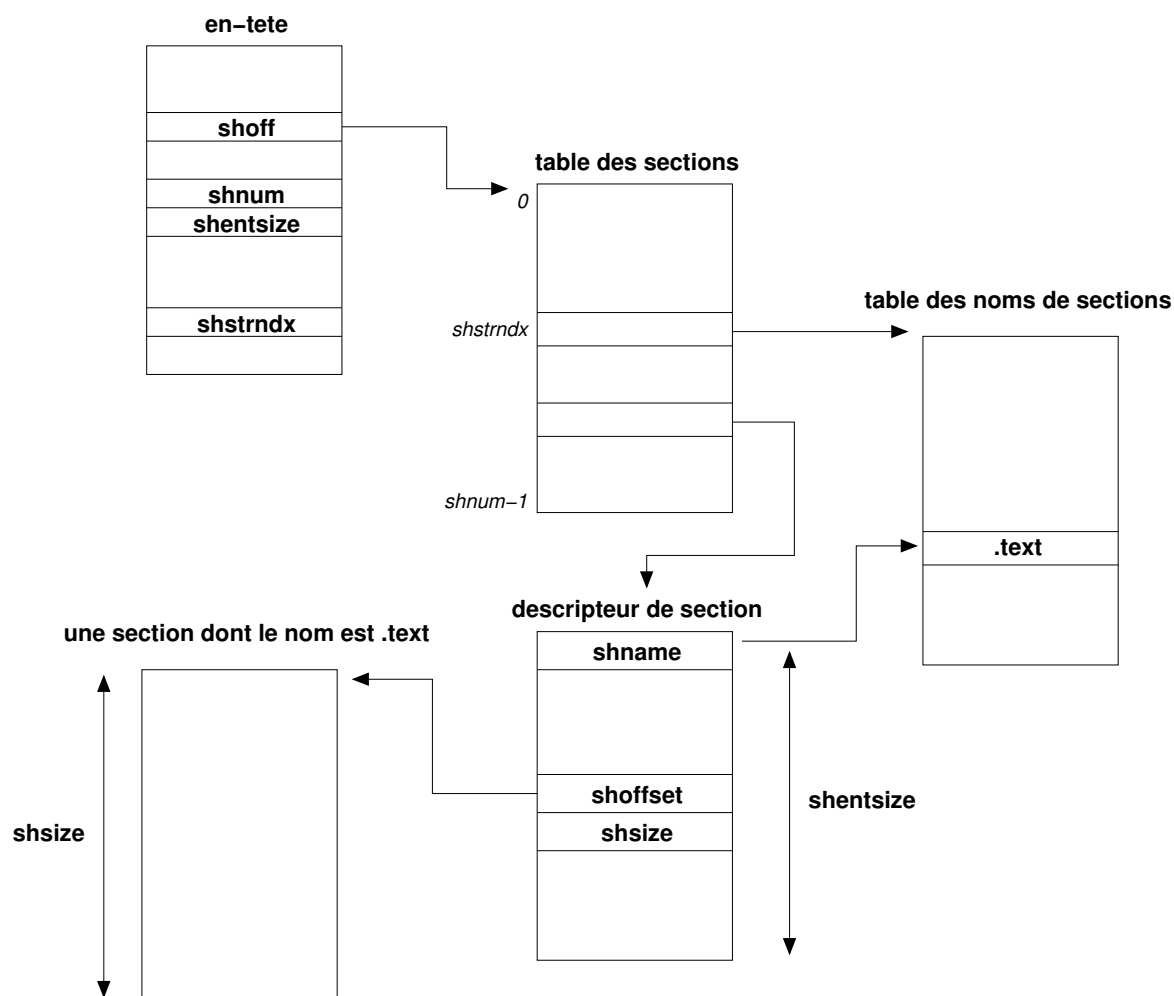 en−tete
shoff
shnum
shentsize
shstrndx
table des sections
0
shstrndx
shnum−1
table des noms de sections
.text
descripteur de section
shname
shoffset
shsize
shentsize
une section dont le nom est .text
shsize